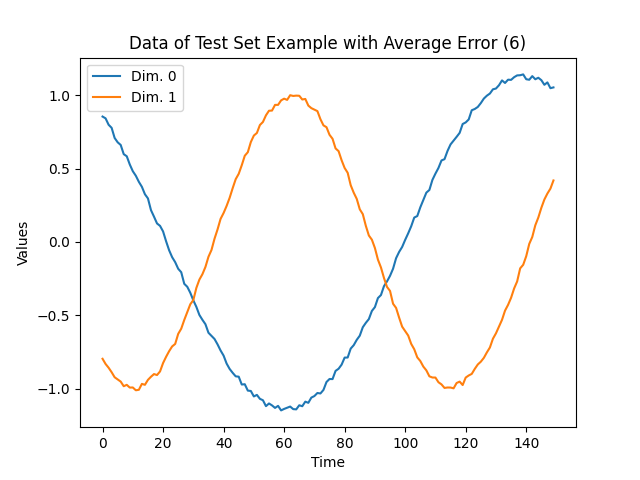 Data of Test Set Example with Average Error (6)
Dim. 0
Dim. 1
1.0
0.5
0.0
−0.5
−1.0
Values
0 20 40 60 80 100 120 140
Time